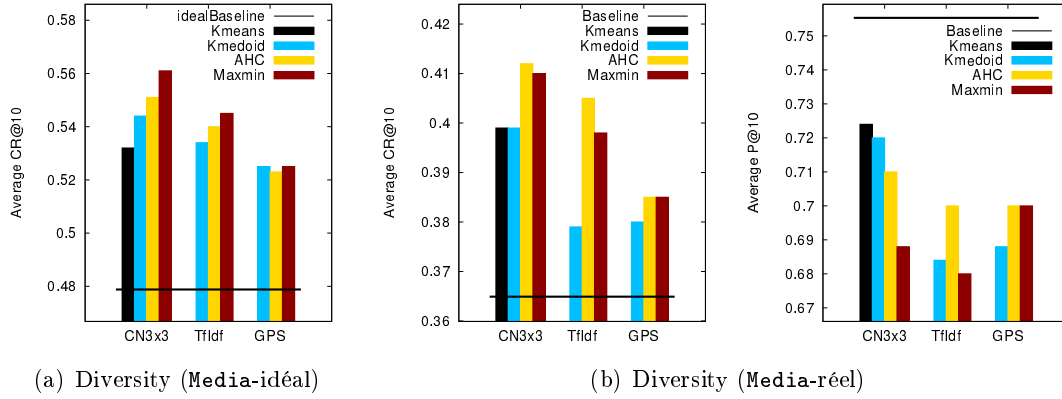 0.58
0.56
0.54
0.52
0.5
0.48
Average CR@10
idealBaseline
Kmeans
Kmedoid
AHC
Maxmin
CN3x3 TfIdf GPS
0.42
0.41
0.4
0.39
0.38
0.37
0.36
Average CR@10
Baseline
Kmeans
Kmedoid
AHC
Maxmin
CN3x3 TfIdf GPS
0.75
0.74
0.73
0.72
0.71
0.7
0.69
0.68
0.67
Average P@10
Baseline
Kmeans
Kmedoid
AHC
Maxmin
CN3x3 TfIdf GPS
(a) Diversity (Media-idéal)
(b) Diversity (Media-réel)